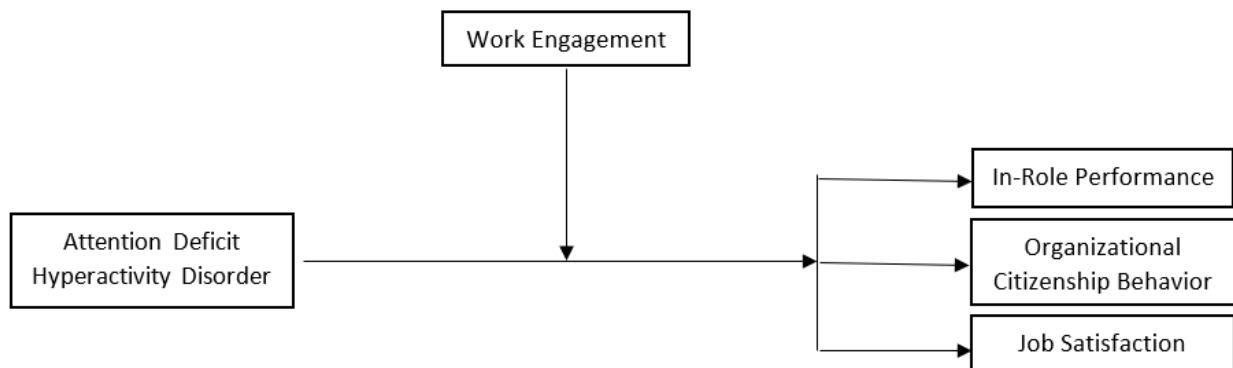 Work Engagement
In-Role Performance
Attention Deficit
Hyperactivity Disorder
Organizational
Citizenship Behavior
Job Satisfaction